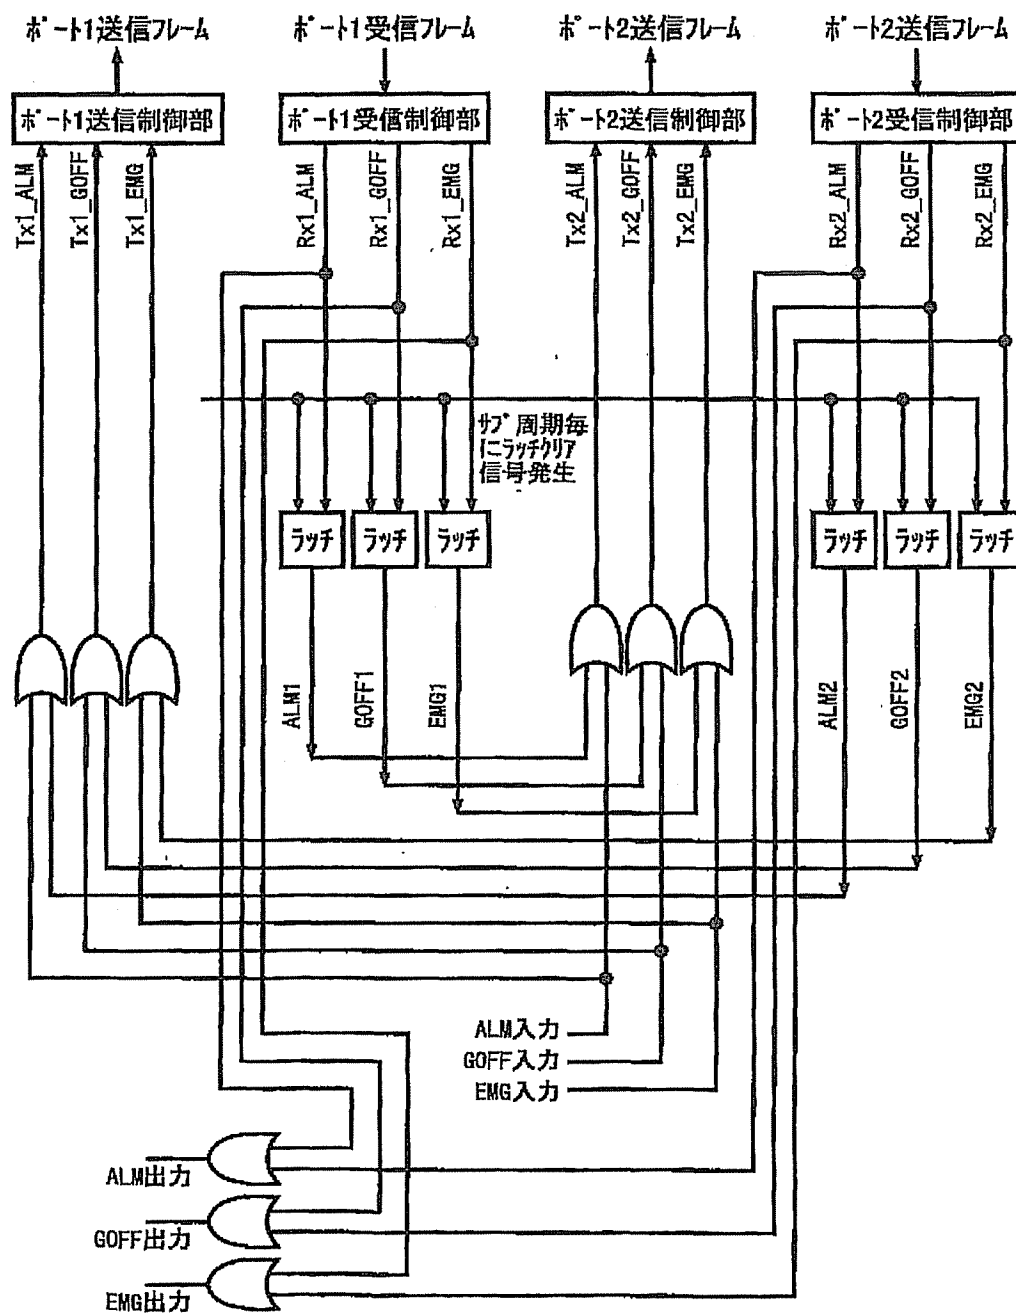 ポート1送信フレーム
ポート1受信フレーム
ポート2送信フレーム
ポート2送信フレーム
ポート1送信制御部
ポート1受信制御部
ポート2送信制御部
ポート2受信制御部
Tx1_ALM
Tx1_GOFF
Tx1_EMG
Rx1_ALM
Rx1_GOFF
Rx1_EMG
Tx2_ALM
Tx2_GOFF
Tx2_EMG
Rx2_ALM
Rx2_GOFF
Rx2_EMG
サブ周期毎
にラッチクリア
信号発生
ラッチ
ラッチ
ラッチ
ラッチ
ラッチ
ラッチ
ALM1
GOFF1
EMG1
ALM2
GOFF2
EMG2
ALM入力
GOFF入力
EMG入力
ALM出力
GOFF出力
EMG出力